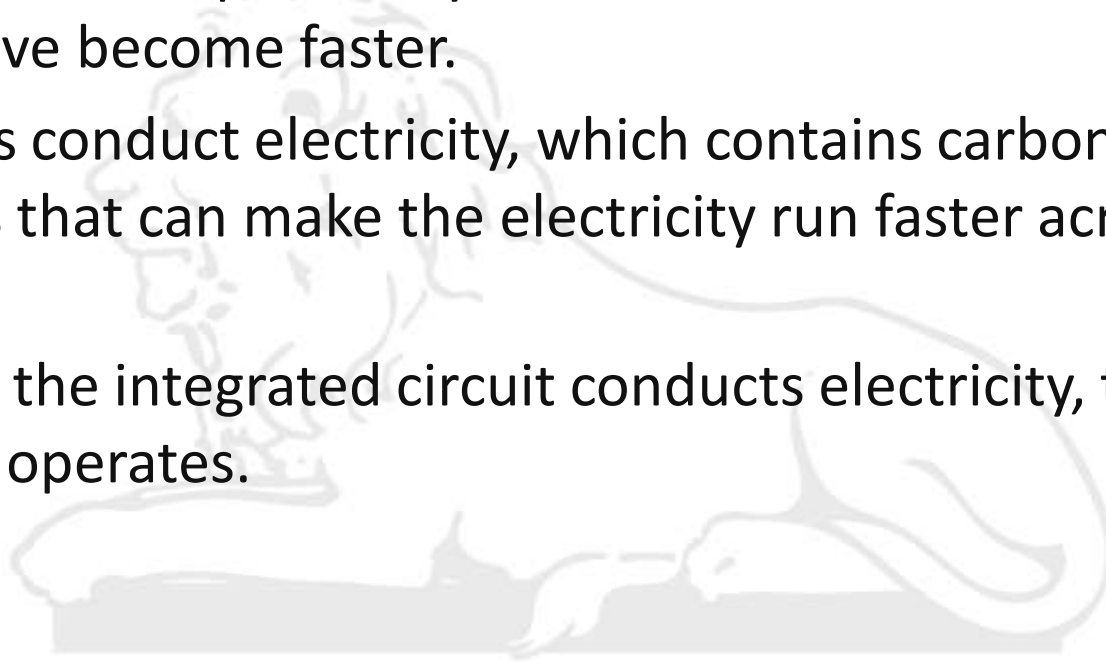 ve become faster.
s conduct electricity, which contains carbon
that can make the electricity run faster acr
the integrated circuit conducts electricity,
operates.